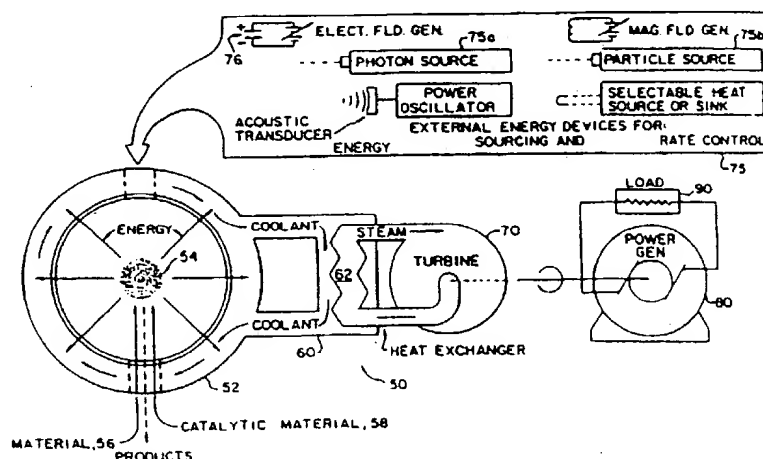 ELECT. FLD. GEN.
75a
MAG. FLD GEN.
75b
76
PHOTON SOURCE
PARTICLE SOURCE
POWER
OSCILLATOR
SELECTABLE HEAT
SOURCE OR SINK
ACOUSTIC
TRANSDUCER
EXTERNAL ENERGY DEVICES FOR:
ENERGY
SOURCING AND
RATE CONTROL
75
LOAD
90
ENERGY
54
COOLANT
STEAM
70
62
TURBINE
POWER
GEN
80
COOLANT
60
HEAT EXCHANGER
52
50
CATALYTIC MATERIAL, 58
MATERIAL, 56
PRODUCTS